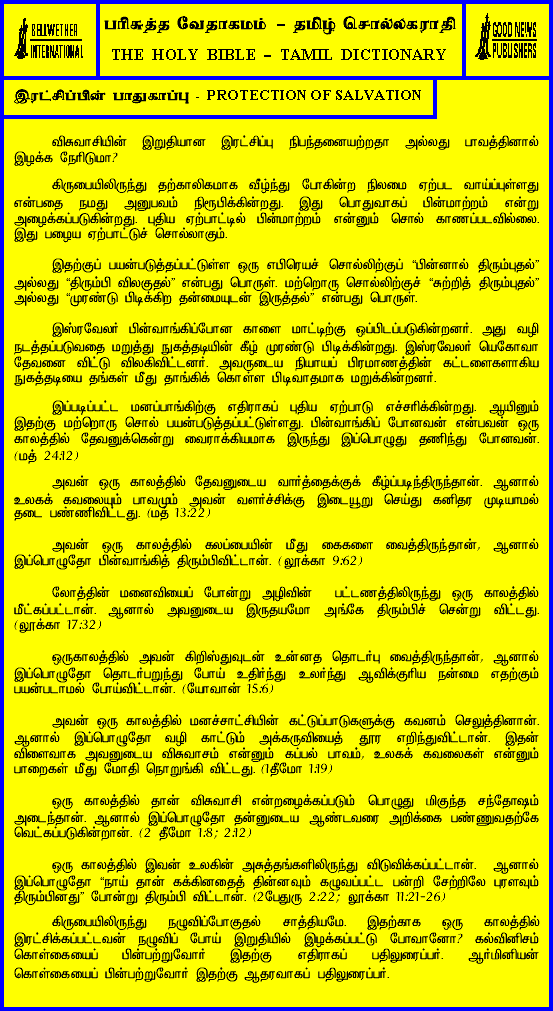 BELLWETHER
INTERNATIONAL
பரிசுத்த வேதாகமம் – தமிழ் சொல்லகராதி
THE HOLY BIBLE – TAMIL DICTIONARY
GOOD NEWS
PUBLISHERS
இரட்சிப்பின் பாதுகாப்பு - PROTECTION OF SALVATION
விசுவாசியின் இறுதியான இரட்சிப்பு நிபந்தனையற்றதா அல்லது பாவத்தினால்
இழக்க நேரிடுமா?
கிருபையிலிருந்து தற்காலிகமாக வீழ்ந்து போகின்ற நிலமை ஏற்பட வாய்ப்புள்ளது
என்பதை நமது அனுபவம் நிரூபிக்கின்றது. இது பொதுவாகப் பின்மாற்றம் என்று
அழைக்கப்படுகின்றது. புதிய ஏற்பாட்டில் பின்மாற்றம் என்னும் சொல் காணப்படவில்லை.
இது பழைய ஏற்பாட்டுச் சொல்லாகும்.
இதற்குப் பயன்படுத்தப்பட்டுள்ள ஒரு எபிரெயச் சொல்லிற்குப் “பின்னால் திரும்புதல்”
அல்லது “திரும்பி விலகுதல்” என்பது பொருள். மற்றொரு சொல்லிற்குச் “சுற்றித் திரும்புதல்”
அல்லது “முரண்டு பிடிக்கிற தன்மையுடன் இருத்தல்” என்பது பொருள்.
இஸ்ரவேலர் பின்வாங்கிப்போன காளை மாட்டிற்கு ஒப்பிடப்படுகின்றனர். அது வழி
நடத்தப்படுவதை மறுத்து நுகத்தடியின் கீழ் முரண்டு பிடிக்கின்றது. இஸ்ரவேலர் யெகோவா
தேவனை விட்டு விலகிவிட்டனர். அவருடைய நியாயப் பிரமாணத்தின் கட்டளைகளாகிய
நுகத்தடியை தங்கள் மீது தாங்கிக் கொள்ள பிடிவாதமாக மறுக்கின்றனர்.
இப்படிப்பட்ட மனப்பாங்கிற்கு எதிராகப் புதிய ஏற்பாடு எச்சரிக்கின்றது. ஆயினும்
இதற்கு மற்றொரு சொல் பயன்படுத்தப்பட்டுள்ளது. பின்வாங்கிப் போனவன் என்பவன் ஒரு
காலத்தில் தேவனுக்கென்று வைராக்கியமாக இருந்து இப்பொழுது தணிந்து போனவன்.
(மத் 24:12)
அவன் ஒரு காலத்தில் தேவனுடைய வார்த்தைக்குக் கீழ்ப்படிந்திருந்தான். ஆனால்
உலகக் கவலையும் பாவமும் அவன் வளர்ச்சிக்கு இடையூறு செய்து கனிதர முடியாமல்
தடை பண்ணிவிட்டது. (மத் 13:22)
அவன் ஒரு காலத்தில் கலப்பையின் மீது கைகளை வைத்திருந்தான், ஆனால்
இப்பொழுதோ பின்வாங்கித் திரும்பிவிட்டான். (லூக்கா 9:62)
லோத்தின் மனைவியைப் போன்று அழிவின் பட்டணத்திலிருந்து ஒரு காலத்தில்
மீட்கப்பட்டான். ஆனால் அவனுடைய இருதயமோ அங்கே திரும்பிச் சென்று விட்டது.
(லூக்கா 17:32)
ஒருகாலத்தில் அவன் கிறிஸ்துவுடன் உன்னத தொடர்பு வைத்திருந்தான், ஆனால்
இப்பொழுதோ தொடர்பறுந்து போய் உதிர்ந்து உலர்ந்து ஆவிக்குரிய நன்மை எதற்கும்
பயன்படாமல் போய்விட்டான். (யோவான் 15:6)
அவன் ஒரு காலத்தில் மனச்சாட்சியின் கட்டுப்பாடுகளுக்கு கவனம் செலுத்தினான்.
ஆனால் இப்பொழுதோ வழி காட்டும் அக்கருவியைத் தூர எறிந்துவிட்டான். இதன்
விளைவாக அவனுடைய விசுவாசம் என்னும் கப்பல் பாவம், உலகக் கவலைகள் என்னும்
பாறைகள் மீது மோதி நொறுங்கி விட்டது. (1தீமோ 1:19)
ஒரு காலத்தில் தான் விசுவாசி என்றழைக்கப்படும் பொழுது மிகுந்த சந்தோஷம்
அடைந்தான். ஆனால் இப்பொழுதோ தன்னுடைய ஆண்டவரை அறிக்கை பண்ணுவதற்கே
வெட்கப்படுகின்றான். (2 தீமோ 1:8; 2:12)
ஒரு காலத்தில் இவன் உலகின் அசுத்தங்களிலிருந்து விடுவிக்கப்பட்டான். ஆனால்
இப்பொழுதோ “நாய் தான் கக்கினதைத் தின்னவும் கழுவப்பட்ட பன்றி சேற்றிலே புரளவும்
திரும்பினது” போன்று திரும்பி விட்டான். (2பேதுரு 2:22; லூக்கா 11:21-26)
கிருபையிலிருந்து நழுவிப்போகுதல் சாத்தியமே. இதற்காக ஒரு காலத்தில்
இரட்சிக்கப்பட்டவன் நழுவிப் போய் இறுதியில் இழக்கப்பட்டு போவானோ? கல்வினிசம்
கொள்கையைப் பின்பற்றுவோர் இதற்கு எதிராகப் பதிலுரைப்பர். ஆர்மினியன்
கொள்கையைப் பின்பற்றுவோர் இதற்கு ஆதரவாகப் பதிலுரைப்பர்.